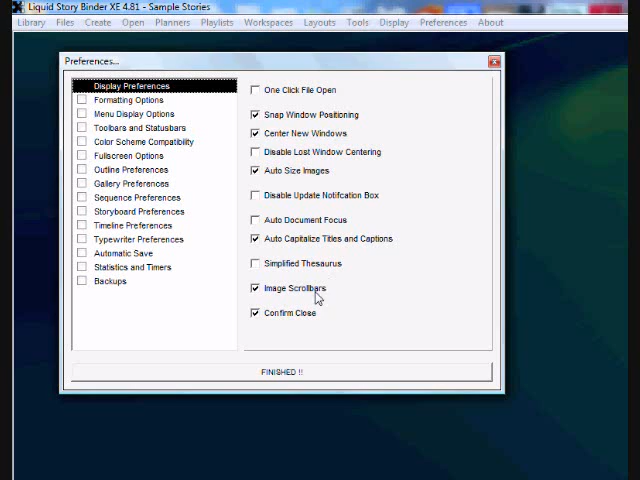 Liquid Story Binder XE 4.81 - Sample Stories
Library Files Create Open Planners Playlists Workspaces Layouts Tools Display Preferences About
Preferences...
Display Preferences
Formatting Options
Menu Display Options
Toolbars and Statusbars
Color Scheme Compatibility
Fullscreen Options
Outline Preferences
Gallery Preferences
Sequence Preferences
Storyboard Preferences
Timeline Preferences
Typewriter Preferences
Automatic Save
Statistics and Timers
Backups
One Click File Open
Snap Window Positioning
Center New Windows
Disable Lost Window Centering
Auto Size Images
Disable Update Notifcation Box
Auto Document Focus
Auto Capitalize Titles and Captions
Simplified Thesaurus
Image Scrollbars
Confirm Close
FINISHED !!